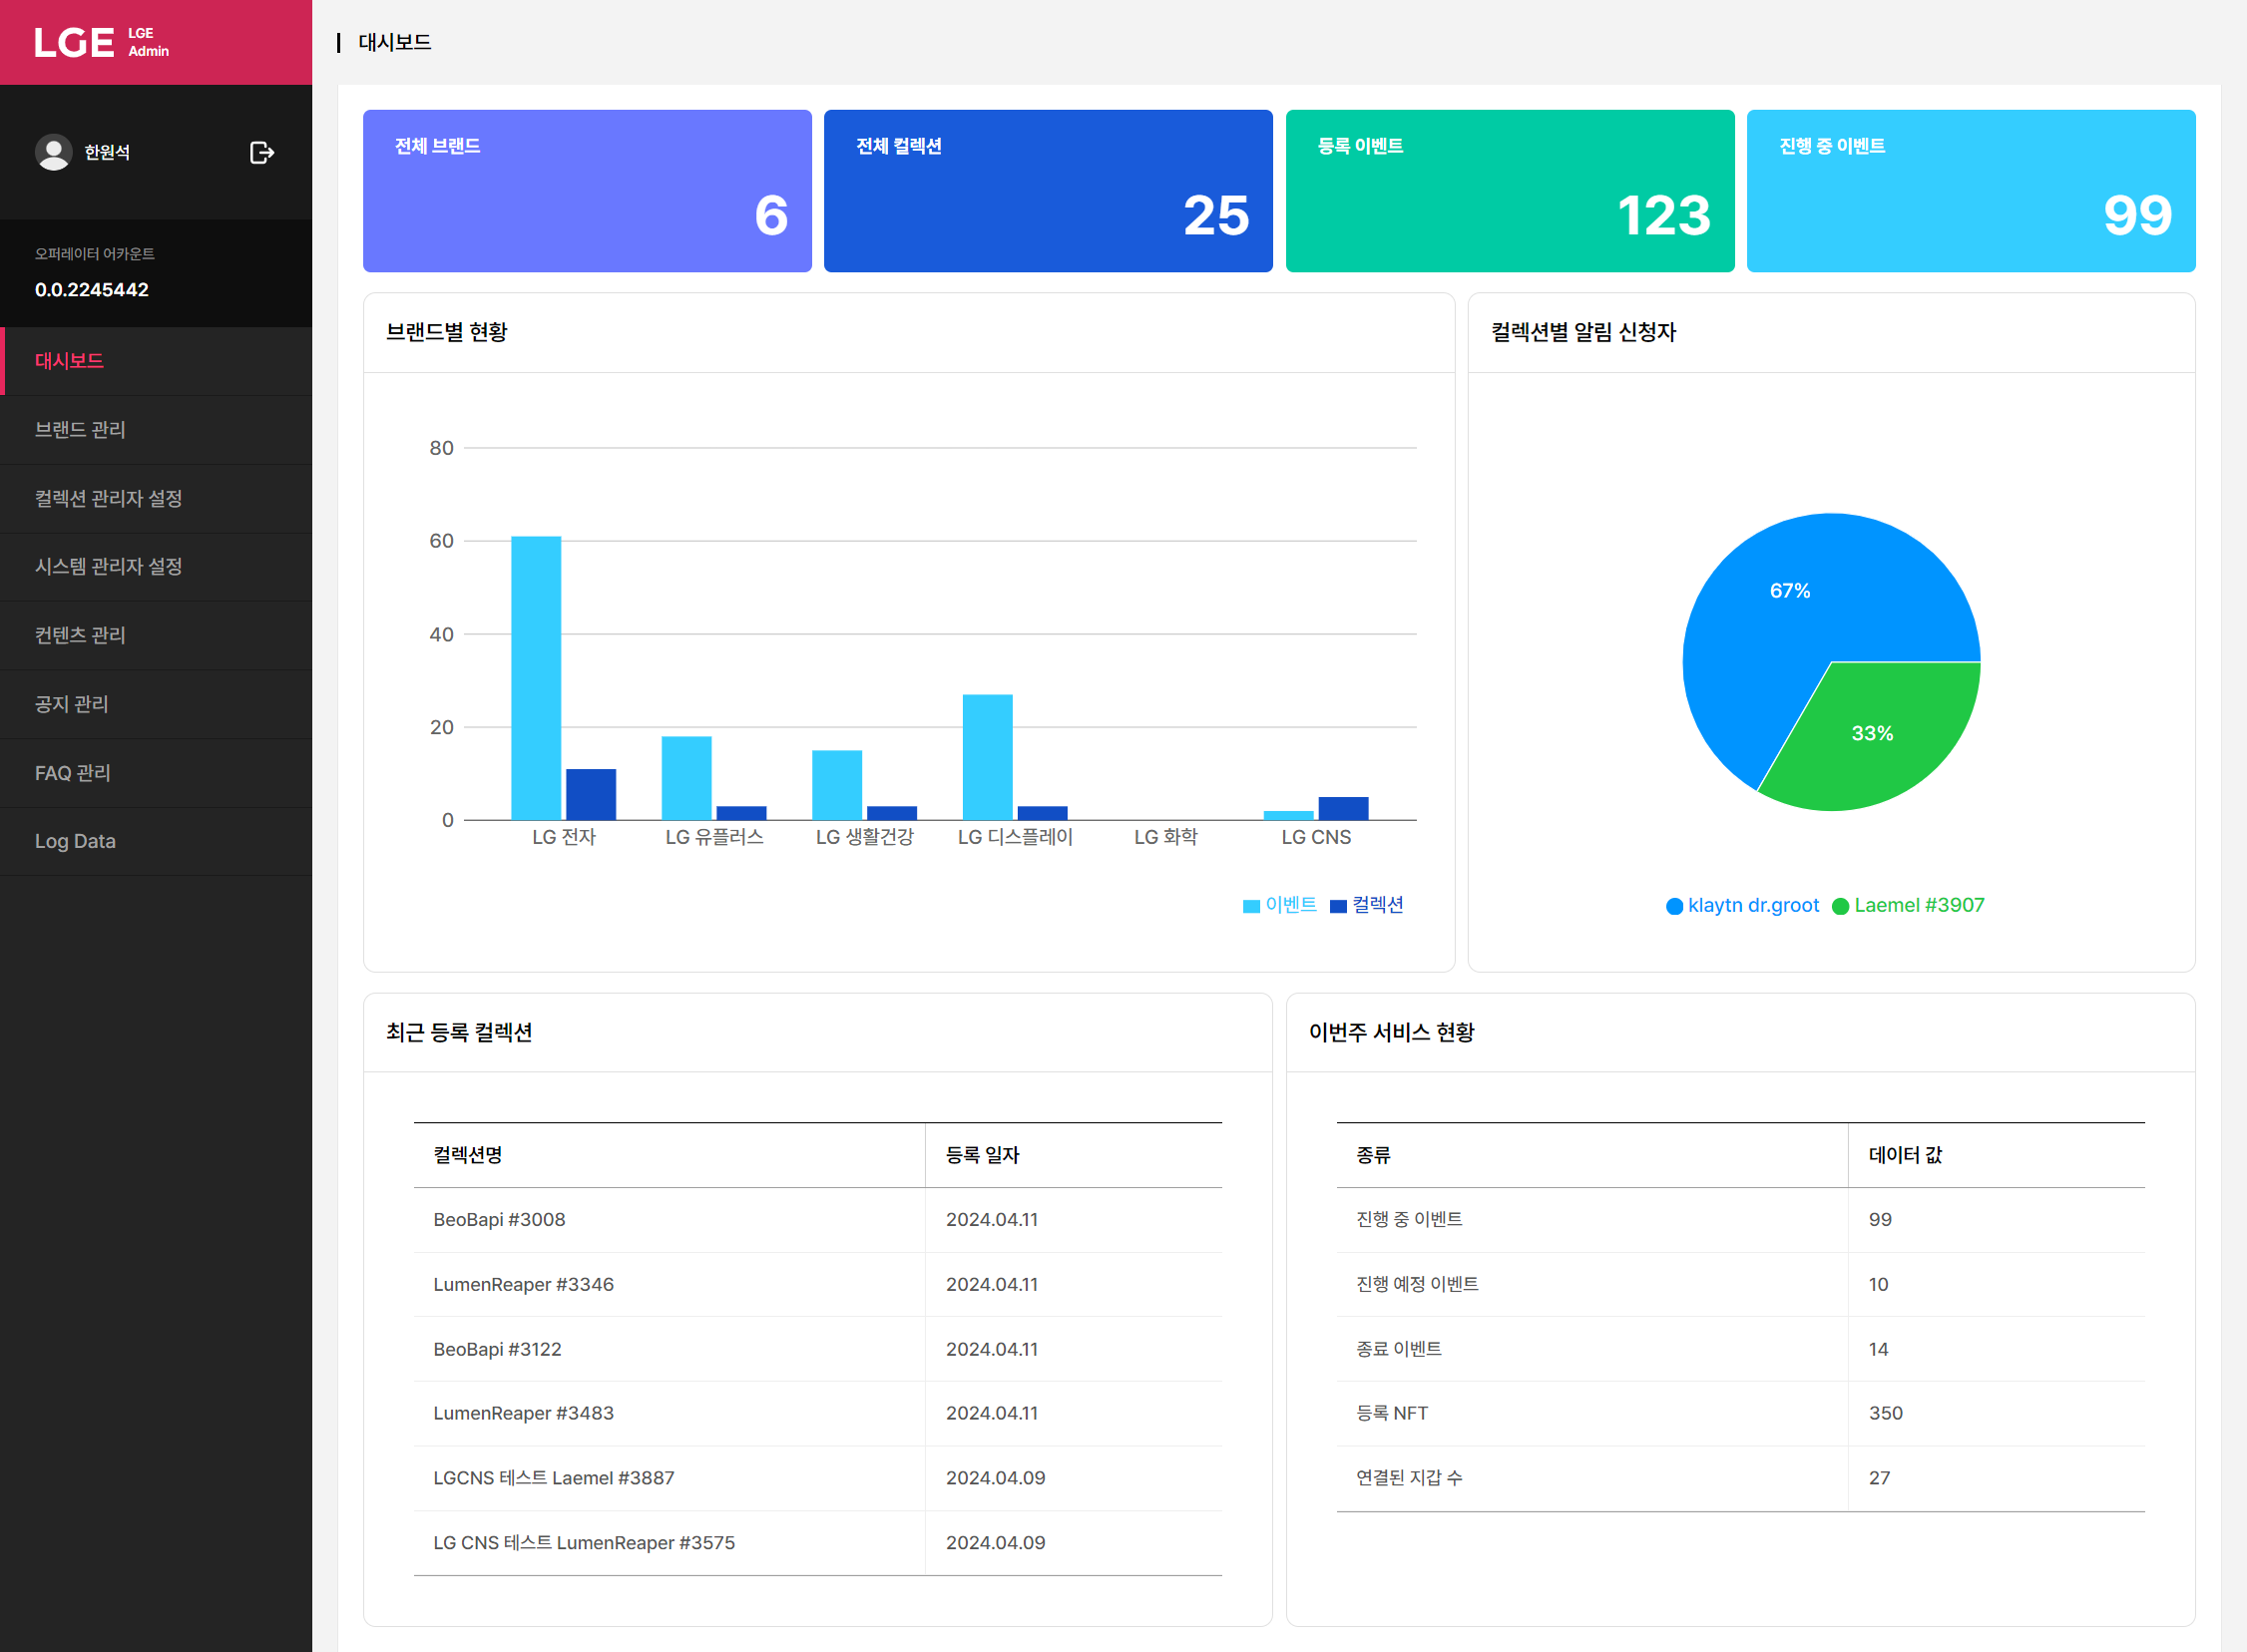 LGE
LGE
Admin
한원석
오퍼레이터 어카운트
0.0.2245442
대시보드
브랜드 관리
컬렉션 관리자 설정
시스템 관리자 설정
컨텐츠 관리
공지 관리
FAQ 관리
Log Data
대시보드
전체 브랜드
6
전체 컬렉션
25
등록 이벤트
123
진행 중 이벤트
99
브랜드별 현황
80
60
40
20
0
LG 전자 LG 유플러스 LG 생활건강 LG 디스플레이 LG 화학 LG CNS
이벤트 컬렉션
컬렉션별 알림 신청자
67%
33%
klaytn dr.groot Laemel #3907
최근 등록 컬렉션
컬렉션명 등록 일자
BeoBapi #3008 2024.04.11
LumenReaper #3346 2024.04.11
BeoBapi #3122 2024.04.11
LumenReaper #3483 2024.04.11
LGCNS 테스트 Laemel #3887 2024.04.09
LG CNS 테스트 LumenReaper #3575 2024.04.09
이번주 서비스 현황
종류 데이터 값
진행 중 이벤트 99
진행 예정 이벤트 10
종료 이벤트 14
등록 NFT 350
연결된 지갑 수 27